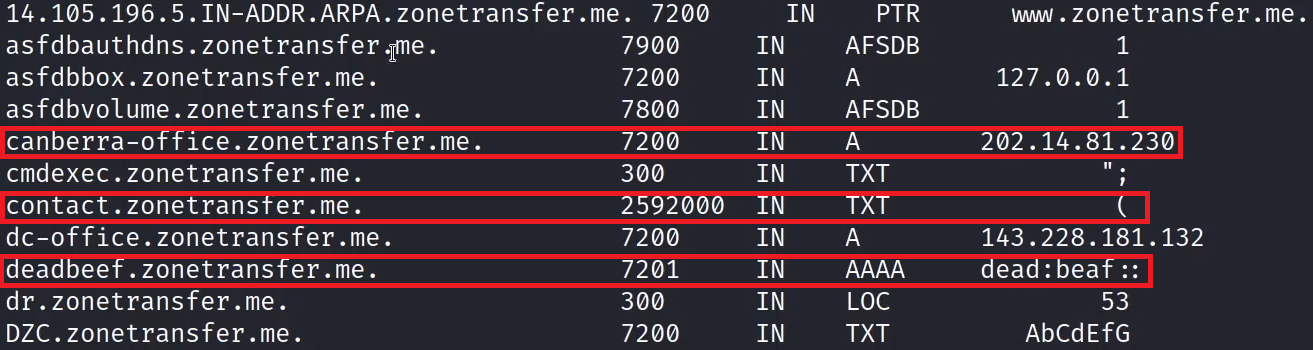 14.105.196.5.IN-ADDR.ARPA.zonetransfer.me. 7200 IN PTR www.zonetransfer.me.
asfdbauthdns.zonetransfer.me. 7900 IN AFSDB 1
asfdbbox.zonetransfer.me. 7200 IN A 127.0.0.1
asfdbvolume.zonetransfer.me. 7800 IN AFSDB 1
canberra-office.zonetransfer.me. 7200 IN A 202.14.81.230
cmdexec.zonetransfer.me. 300 IN TXT ";
contact.zonetransfer.me. 2592000 IN TXT (
dc-office.zonetransfer.me. 7200 IN A 143.228.181.132
deadbeef.zonetransfer.me. 7201 IN AAAA dead:beaf::
dr.zonetransfer.me. 300 IN LOC 53
DZC.zonetransfer.me. 7200 IN TXT AbCdEfG